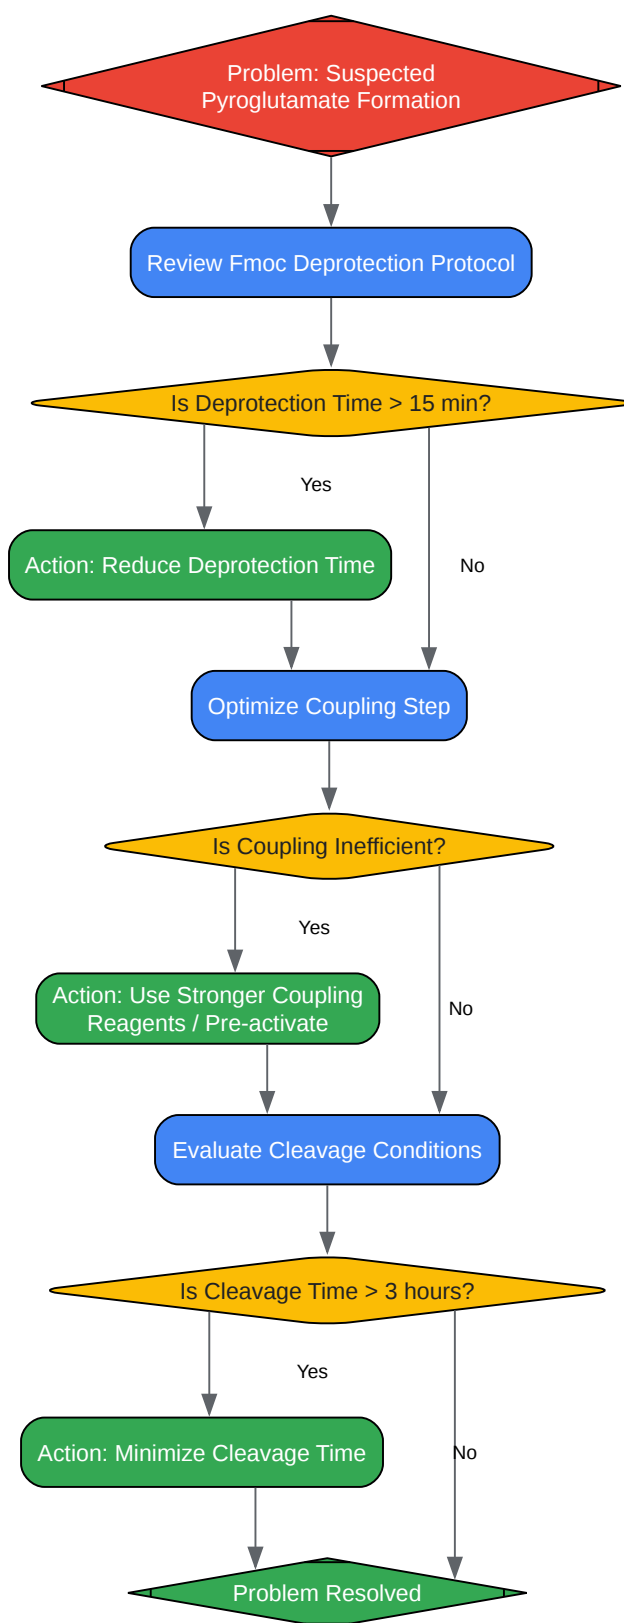 Problem: Suspected
Pyroglutamate Formation
Review Fmoc Deprotection Protocol
Is Deprotection Time > 15 min?
Yes
Action: Reduce Deprotection Time
No
Optimize Coupling Step
Is Coupling Inefficient?
Yes
Action: Use Stronger Coupling
Reagents / Pre-activate
No
Evaluate Cleavage Conditions
Is Cleavage Time > 3 hours?
Yes
Action: Minimize Cleavage Time
No
Problem Resolved